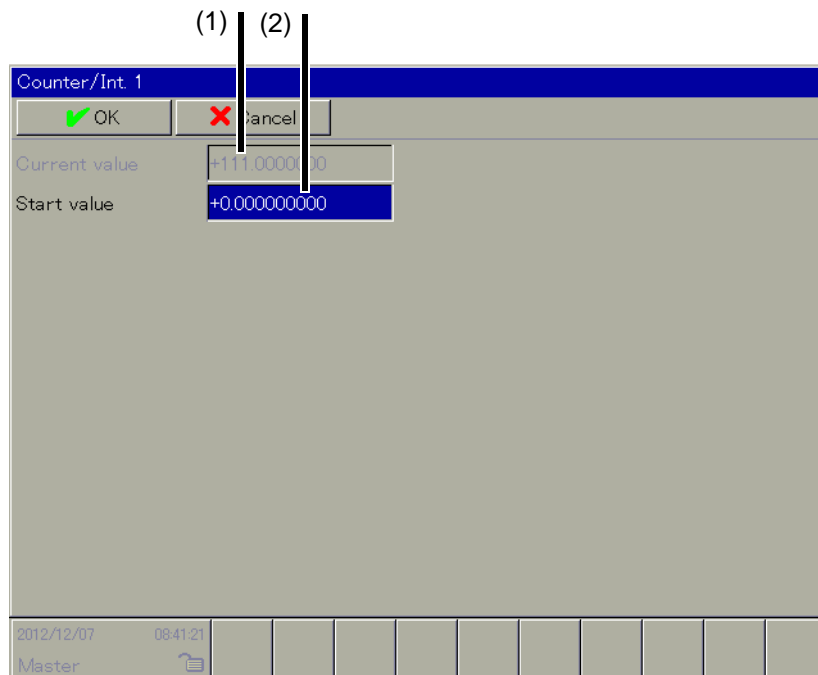 (1) (2)
Counter/Int. 1
OK Cancel
Current value +111.0000000
Start value +0.000000000
2012/12/07 08:41:21
Master